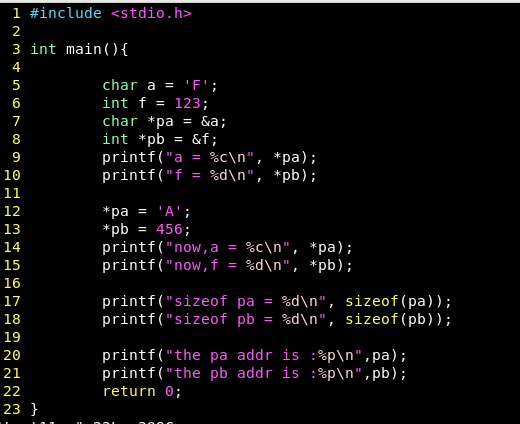 1 #include <stdio.h>
2
3 int main(){
4
5 char a = 'F';
6 int f = 123;
7 char *pa = &a;
8 int *pb = &f;
9 printf("a = %c\n", *pa);
10 printf("f = %d\n", *pb);
11
12 *pa = 'A';
13 *pb = 456;
14 printf("now,a = %c\n", *pa);
15 printf("now,f = %d\n", *pb);
16
17 printf("sizeof pa = %d\n", sizeof(pa));
18 printf("sizeof pb = %d\n", sizeof(pb));
19
20 printf("the pa addr is :%p\n",pa);
21 printf("the pb addr is :%p\n",pb);
22 return 0;
23 }